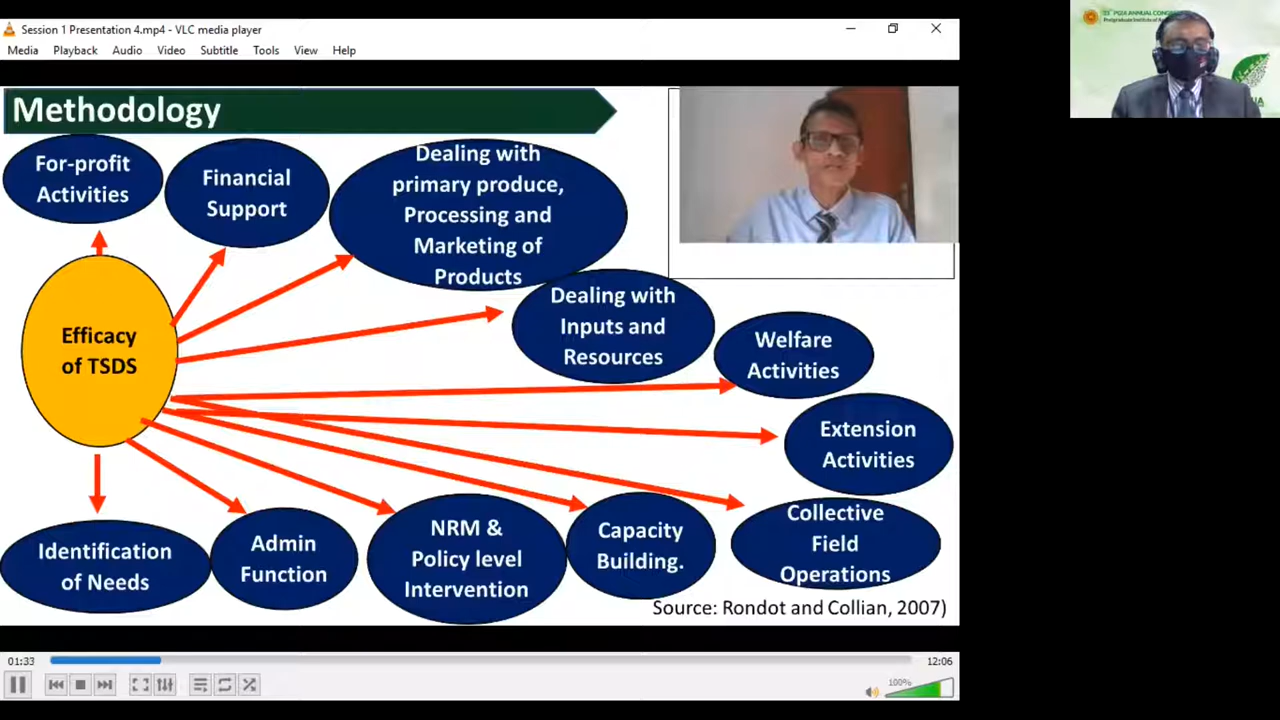 Session 1 Presentation 4.mp4 - VLC media player
Media Playback Audio Video Subtitle Tools View Help
Methodology
For-profit
Activities
Financial
Support
Dealing with
primary produce,
Processing and
Marketing of
Products
Dealing with
Inputs and
Resources
Welfare
Activities
Efficacy
of TSDS
Extension
Activities
Identification
of Needs
Admin
Function
NRM &
Policy level
Intervention
Capacity
Building.
Collective
Field
Operations
Source: Rondot and Collian, 2007)
01:33
12:06
100%